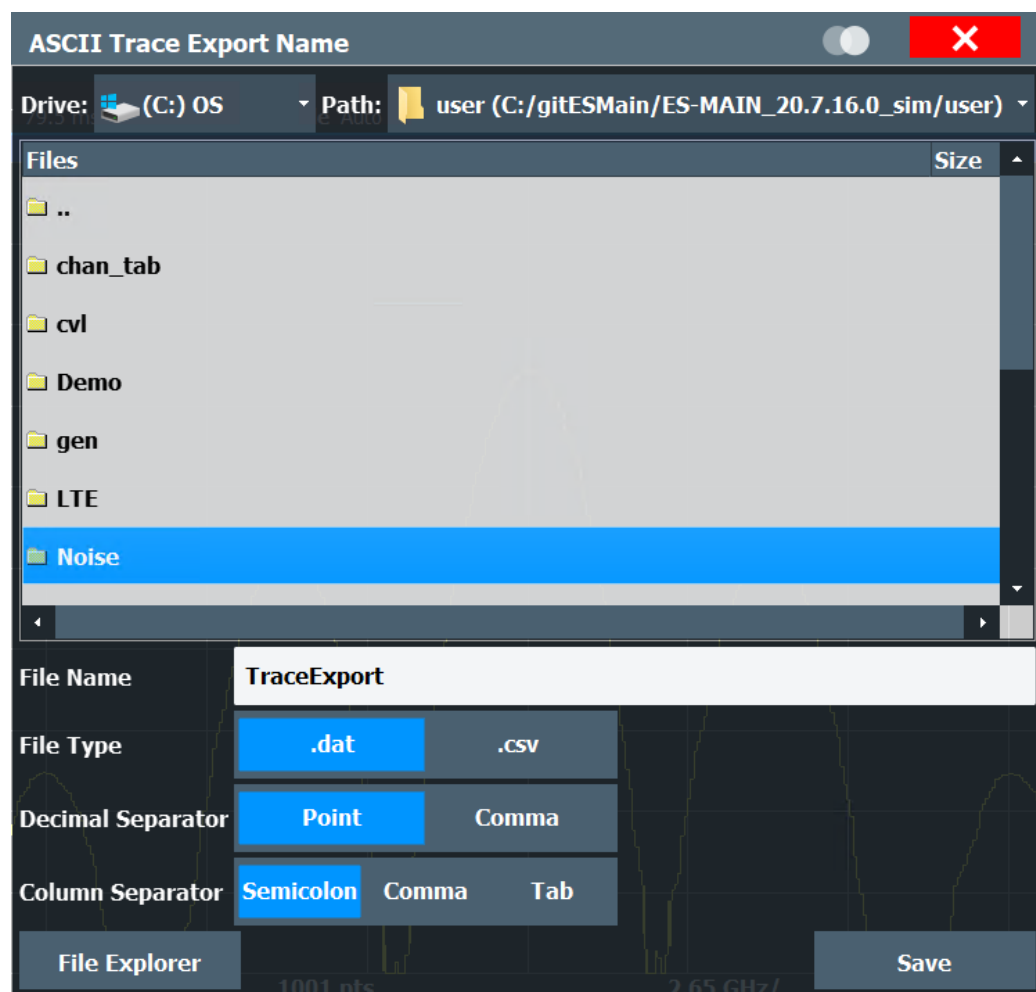 ASCII Trace Export Name
Drive: (C:) OS Path: user (C:/gitESMain/ES-MAIN_20.7.16.0_sim/user)
Files Size
..
chan_tab
cvl
Demo
gen
LTE
Noise
File Name TraceExport
File Type .dat .csv
Decimal Separator Point Comma
Column Separator Semicolon Comma Tab
File Explorer Save
1001 pts 2.65 GHz/